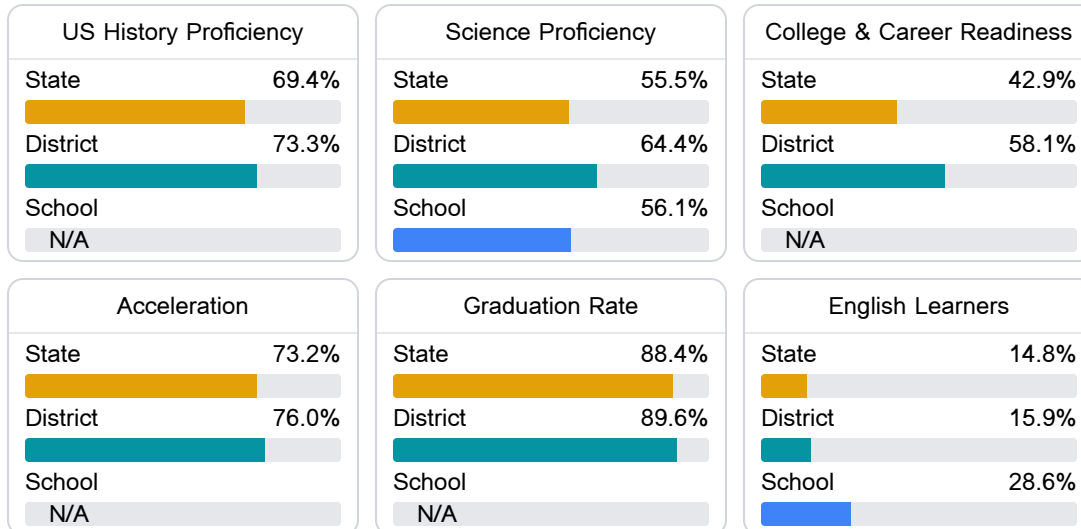 US History Proficiency
State 69.4%
District 73.3%
School
N/A
Science Proficiency
State 55.5%
District 64.4%
School 56.1%
College & Career Readiness
State 42.9%
District 58.1%
School
N/A
Acceleration
State 73.2%
District 76.0%
School
N/A
Graduation Rate
State 88.4%
District 89.6%
School
N/A
English Learners
State 14.8%
District 15.9%
School 28.6%